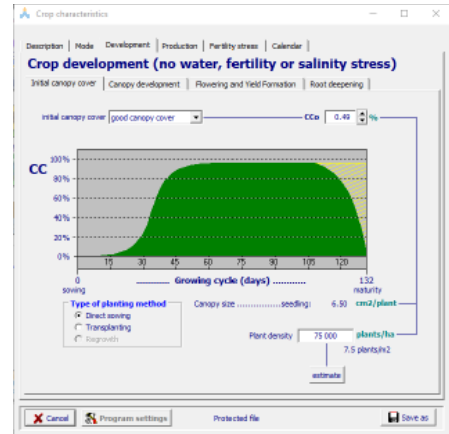 Crop characteristics
Description Mode Development Production Fertility stress Calendar
Crop development (no water, fertility or salinity stress)
Initial canopy cover Canopy development Flowering and Yield Formation Root deepening
initial canopy cover good canopy cover CCo 0.49 %
CC
100%
80%
60%
40%
20%
0%
15 30 45 60 75 90 105 120
0 Growing cycle (days) ........... 132
sowing maturity
Type of planting method
Direct sowing
Transplanting
Regrowth
Canopy size ................seedling: 6.50 cm2/plant
Plant density 75 000 plants/ha
7.5 plants/m2
estimate
Cancel Program settings Protected file Save as